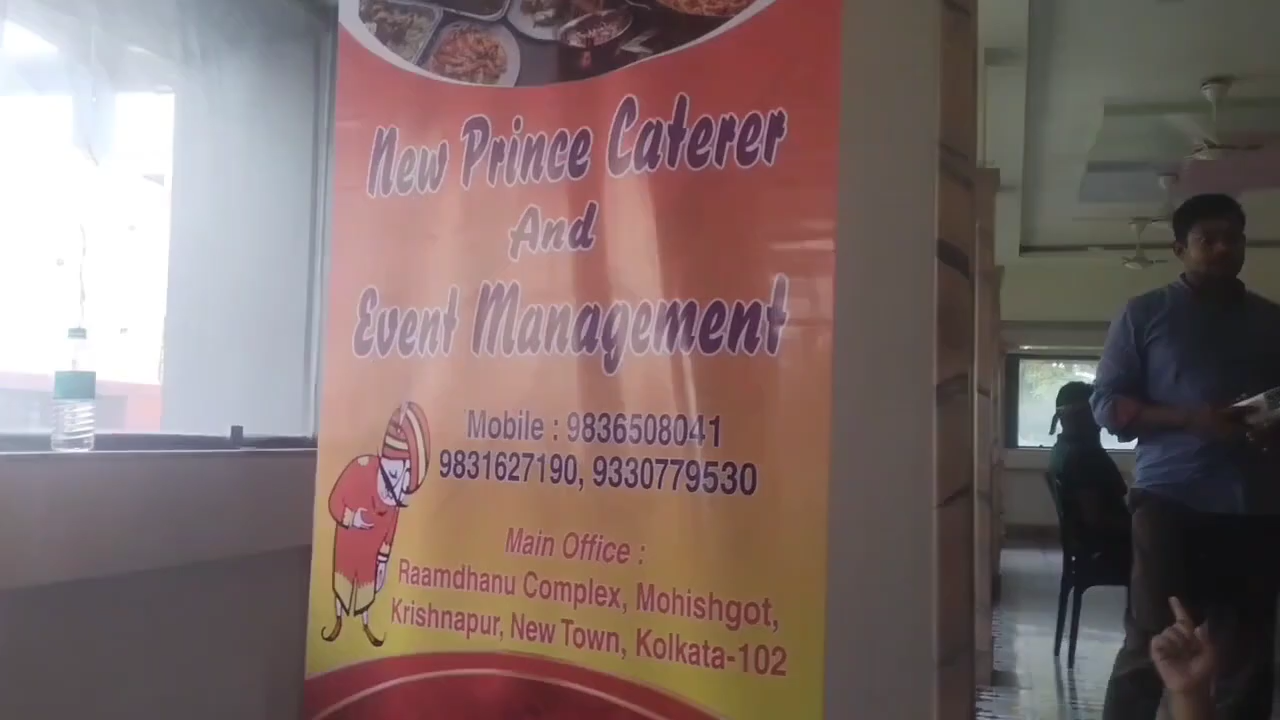 New Prince Caterer
And
Event Management
Mobile : 9836508041
9831627190, 9330779530
Main Office :
Raamdhanu Complex, Mohishgot,
Krishnapur, New Town, Kolkata-102